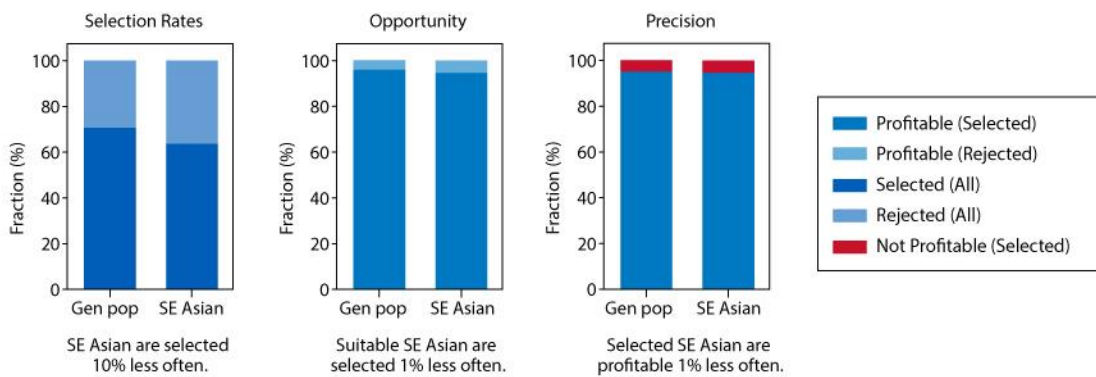 Selection Rates
Opportunity
Precision
Fraction (%)
100
80
60
40
20
0
Gen pop
SE Asian
SE Asian are selected
10% less often.
Fraction (%)
100
80
60
40
20
0
Gen pop
SE Asian
Suitable SE Asian are
selected 1% less often.
Fraction (%)
100
80
60
40
20
0
Gen pop
SE Asian
Selected SE Asian are
profitable 1% less often.
Profitable (Selected)
Profitable (Rejected)
Selected (All)
Rejected (All)
Not Profitable (Selected)